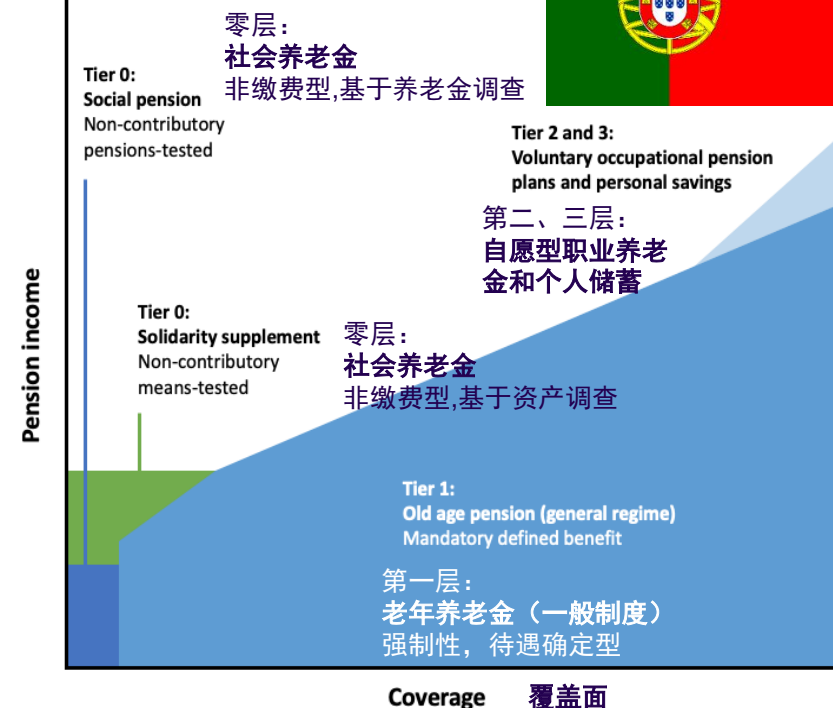 零层：
社会养老金
非缴费型,基于养老金调查
Tier 0:
Social pension
Non-contributory
pensions-tested
Tier 2 and 3:
Voluntary occupational pension
plans and personal savings
第二、三层：
自愿型职业养老
金和个人储蓄
Pension income
Tier 0:
Solidarity supplement
Non-contributory
means-tested
零层：
社会养老金
非缴费型,基于资产调查
Tier 1:
Old age pension (general regime)
Mandatory defined benefit
第一层：
老年养老金（一般制度）
强制性，待遇确定型
Coverage 覆盖面